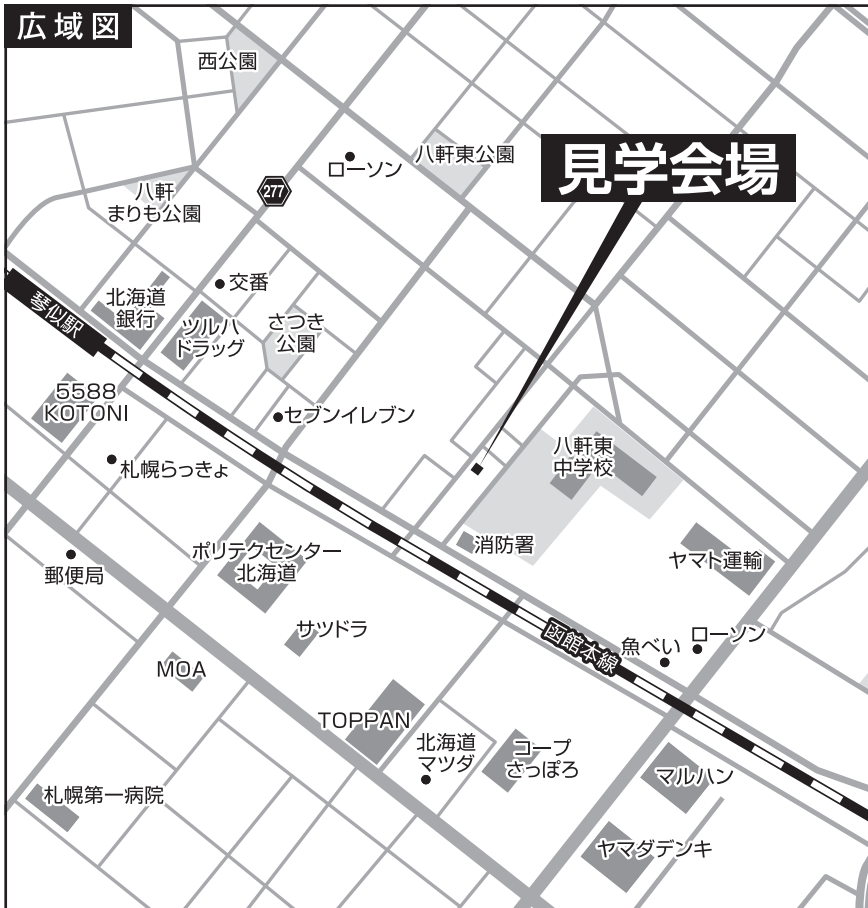 広域図
西公園
ローソン
八軒東公園
見学会場
八軒
まりも公園
277
交番
北海道
銀行
ツルハ
ドラッグ
さつき
公園
琴似駅
5588
KOTONI
セブンイレブン
札幌らっきょ
八軒東
中学校
消防署
ポリテクセンター
北海道
郵便局
ヤマト運輸
サツドラ
函館本線
魚べい
ローソン
MOA
TOPPAN
北海道
マツダ
コープ
さっぽろ
マルハン
札幌第一病院
ヤマダデンキ